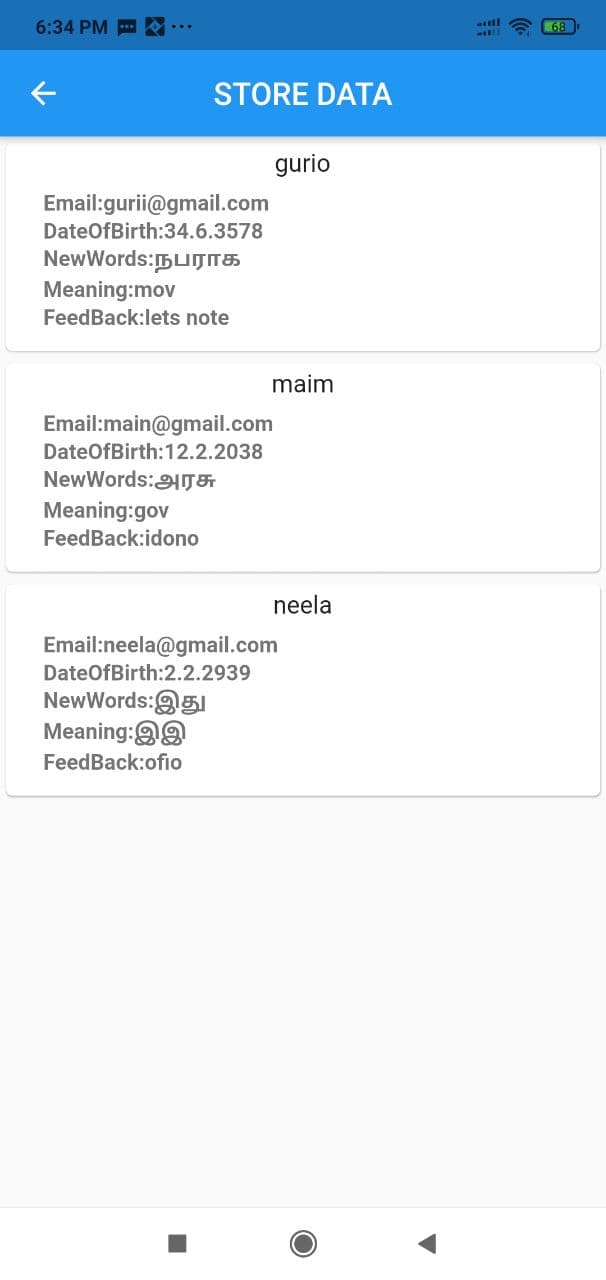 6:34 PM
68
STORE DATA
gurio
Email:gurii@gmail.com
DateOfBirth:34.6.3578
NewWords:நபராக
Meaning:mov
FeedBack:lets note
maim
Email:main@gmail.com
DateOfBirth:12.2.2038
NewWords:அரசு
Meaning:gov
FeedBack:idono
neela
Email:neela@gmail.com
DateOfBirth:2.2.2939
NewWords:இது
Meaning:இஇ
FeedBack:ofio